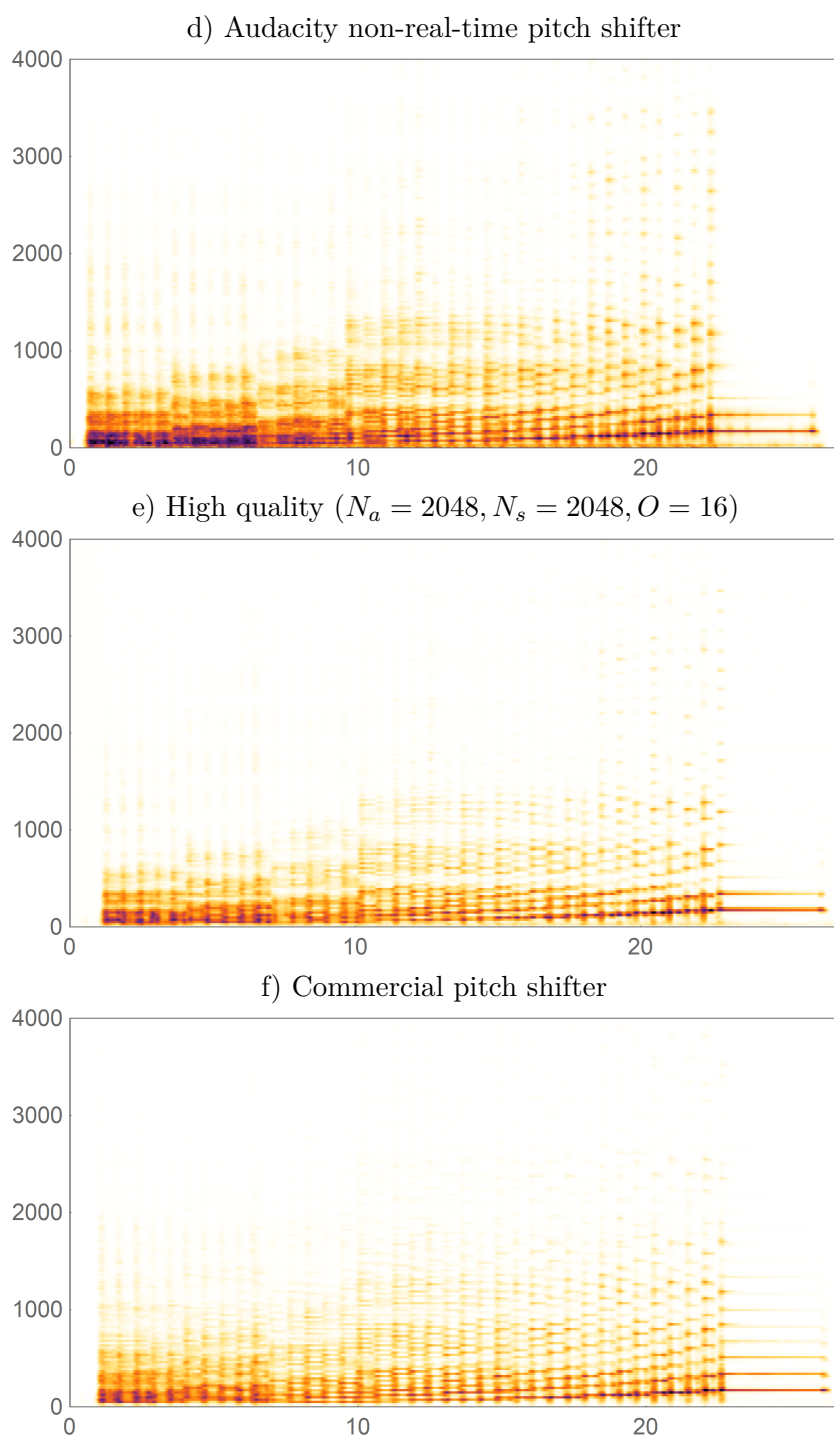 d) Audacity non-real-time pitch shifter
4000
3000
2000
1000
0
0 10 20
e) High quality (Nₐ = 2048, Nₛ = 2048, O = 16)
4000
3000
2000
1000
0
0 10 20
f) Commercial pitch shifter
4000
3000
2000
1000
0
0 10 20